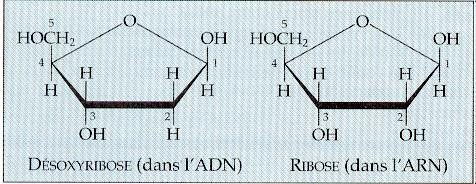 5
HOCH₂ O OH
4 1
H H H H
3 2
OH H
DÉSOXYRIBOSE (dans l'ADN)
5
HOCH₂ O OH
4 1
H H H H
3 2
OH OH
RIBOSE (dans l'ARN)